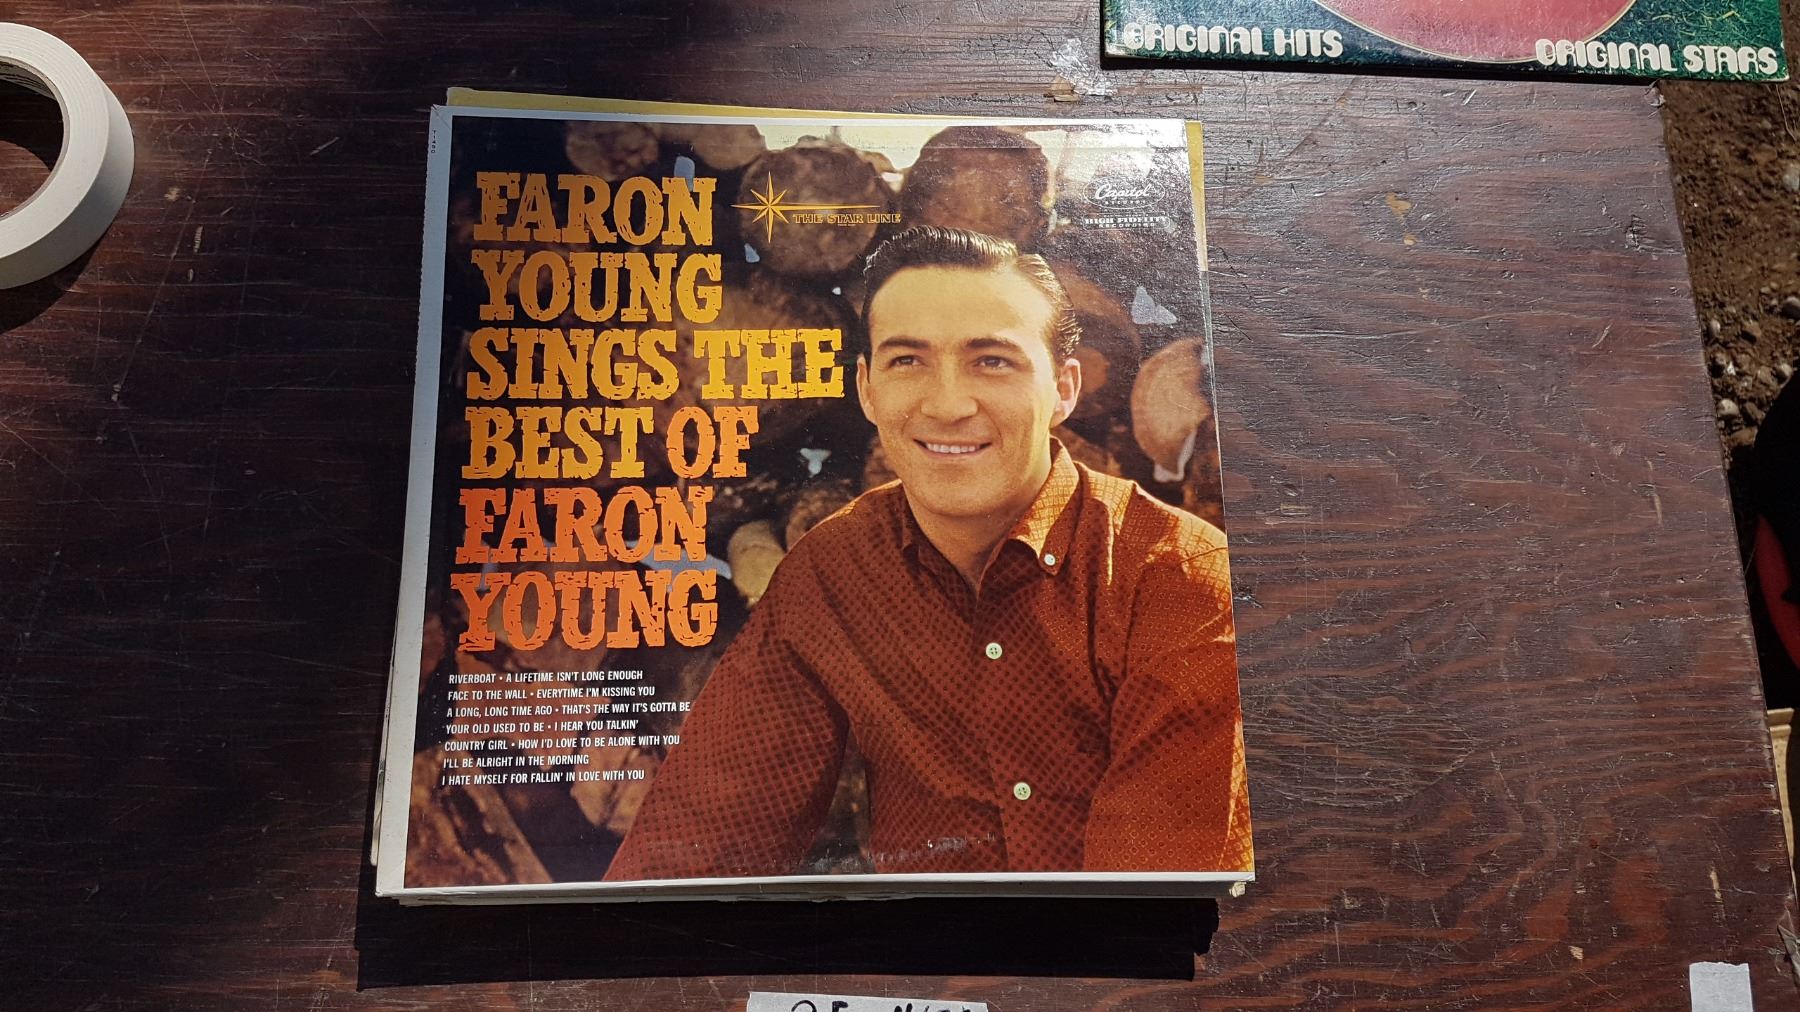 ORIGINAL HITS
ORIGINAL STARS
FARON
YOUNG
SINGS THE
BEST OF
FARON
YOUNG
THE STAR LINE
Capitol
RECORDS
HIGH FIDELITY
RECORDING
RIVERBOAT • A LIFETIME ISN'T LONG ENOUGH
FACE TO THE WALL • EVERYTIME I'M KISSING YOU
A LONG, LONG TIME AGO • THAT'S THE WAY IT'S GOTTA BE
YOUR OLD USED TO BE • I HEAR YOU TALKIN'
COUNTRY GIRL • HOW I'D LOVE TO BE ALONE WITH YOU
I'LL BE ALRIGHT IN THE MORNING
I HATE MYSELF FOR FALLIN' IN LOVE WITH YOU